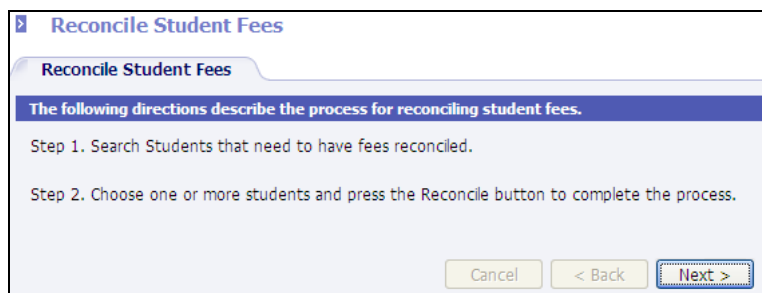 Reconcile Student Fees
Reconcile Student Fees
The following directions describe the process for reconciling student fees.
Step 1. Search Students that need to have fees reconciled.
Step 2. Choose one or more students and press the Reconcile button to complete the process.
Cancel < Back Next >